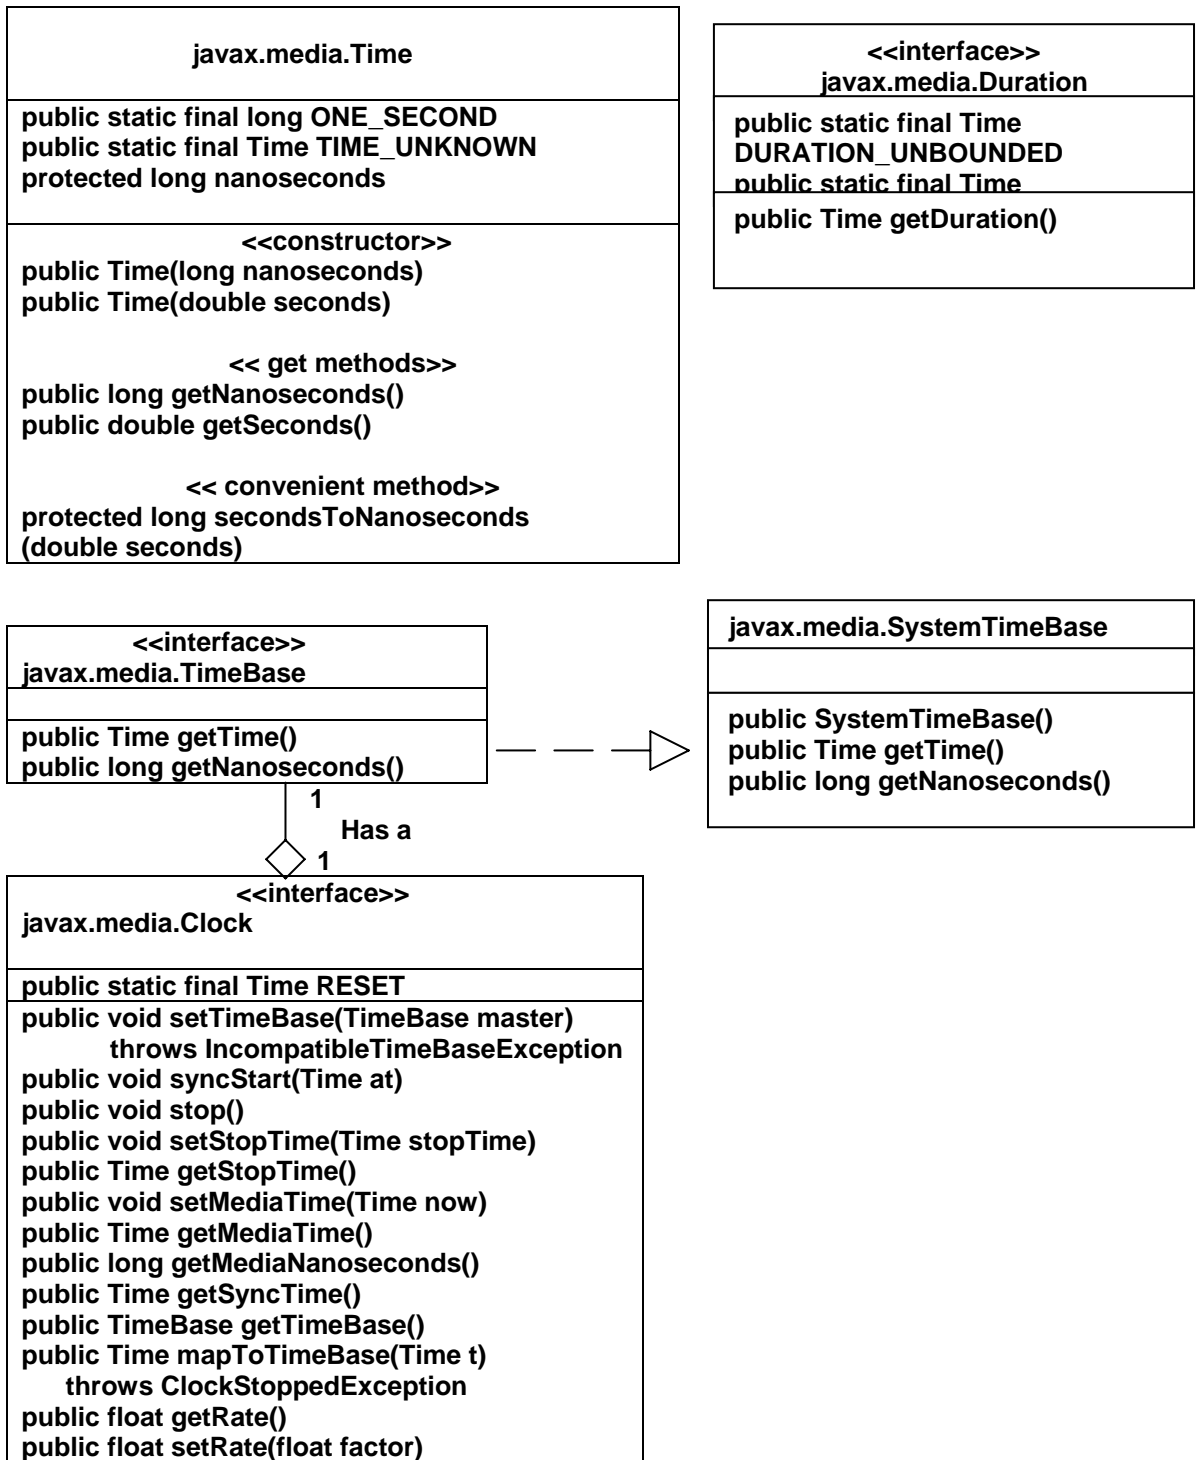 javax.media.Time
public static final long ONE_SECOND
public static final Time TIME_UNKNOWN
protected long nanoseconds
<<constructor>>
public Time(long nanoseconds)
public Time(double seconds)
<< get methods>>
public long getNanoseconds()
public double getSeconds()
<< convenient method>>
protected long secondsToNanoseconds
(double seconds)
<<interface>>
javax.media.Duration
public static final Time
DURATION_UNBOUNDED
public static final Time
public Time getDuration()
<<interface>>
javax.media.TimeBase
public Time getTime()
public long getNanoseconds()
javax.media.SystemTimeBase
public SystemTimeBase()
public Time getTime()
public long getNanoseconds()
1
Has a
1
<<interface>>
javax.media.Clock
public static final Time RESET
public void setTimeBase(TimeBase master)
throws IncompatibleTimeBaseException
public void syncStart(Time at)
public void stop()
public void setStopTime(Time stopTime)
public Time getStopTime()
public void setMediaTime(Time now)
public Time getMediaTime()
public long getMediaNanoseconds()
public Time getSyncTime()
public TimeBase getTimeBase()
public Time mapToTimeBase(Time t)
throws ClockStoppedException
public float getRate()
public float setRate(float factor)